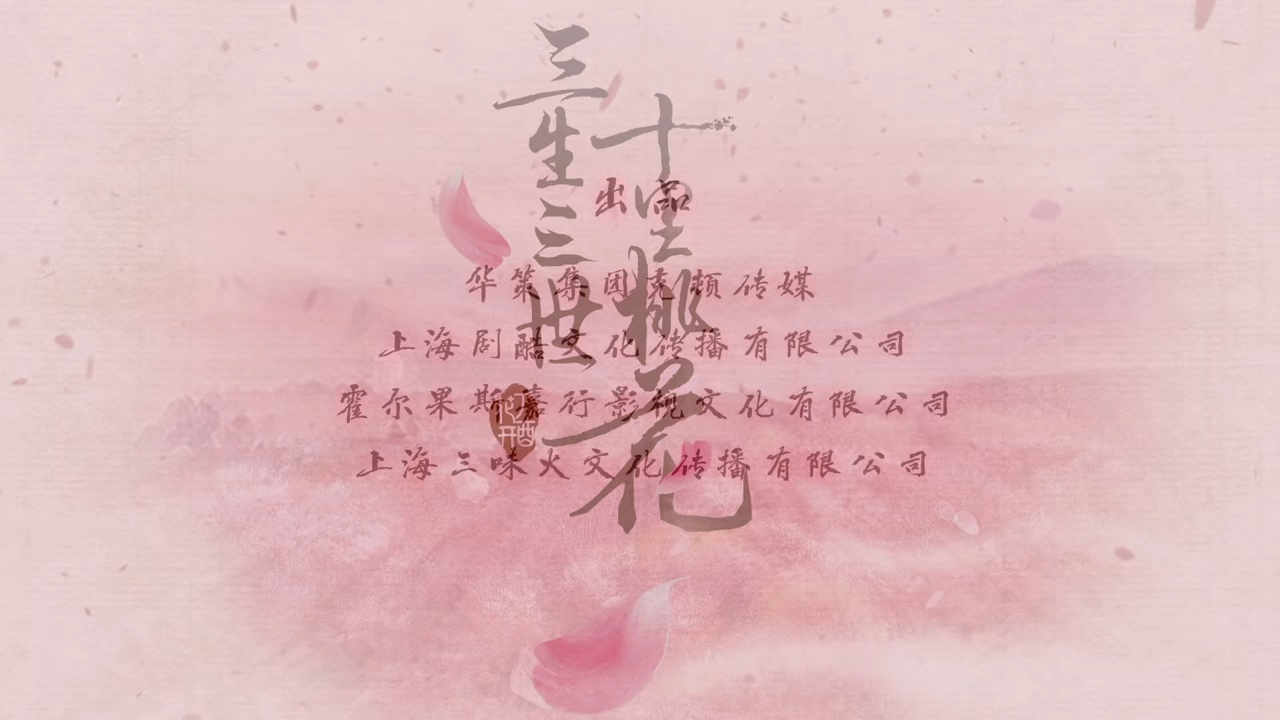 三生三世
十里桃花
出品
华策集团克顿传媒
上海剧酷文化传播有限公司
霍尔果斯嘉行影视文化有限公司
上海三味火文化传播有限公司